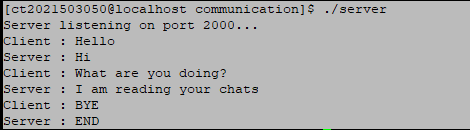 [ct2021503050@localhost communication]$ ./server
Server listening on port 2000...
Client : Hello
Server : Hi
Client : What are you doing?
Server : I am reading your chats
Client : BYE
Server : END